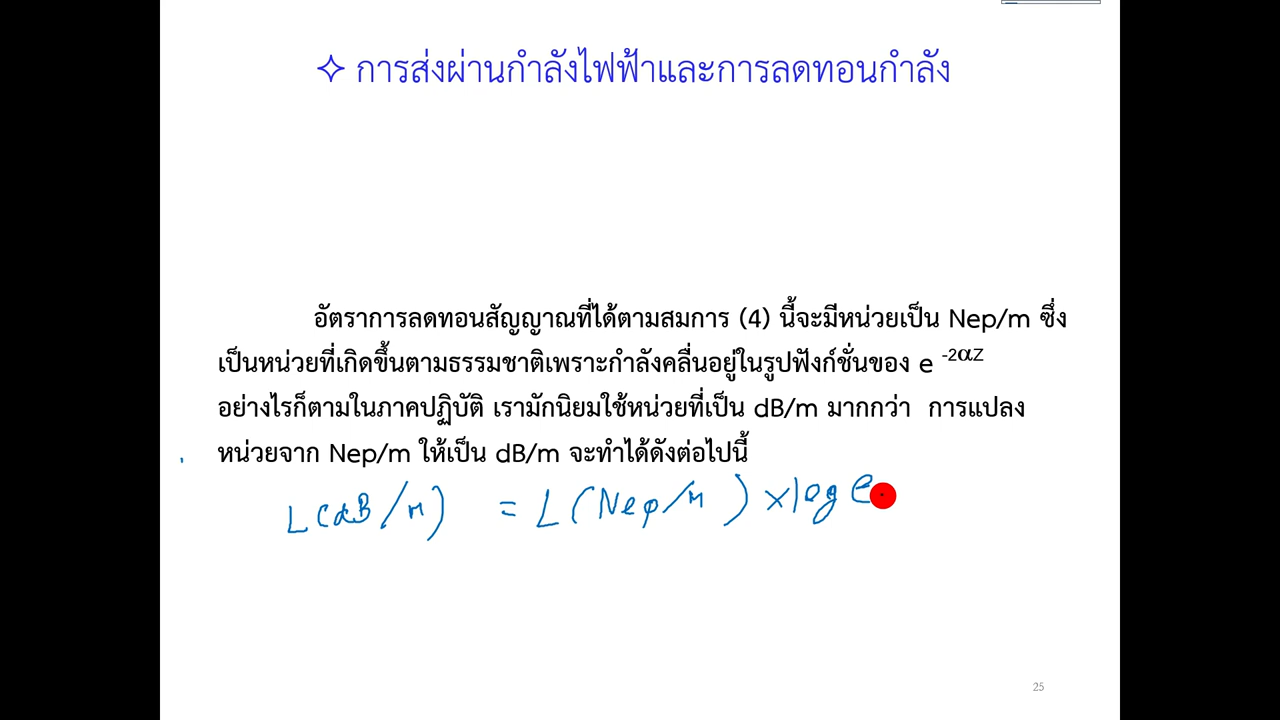 ✧ การส่งผ่านกำลังไฟฟ้าและการลดทอนกำลัง
อัตราการลดทอนสัญญาณที่ได้ตามสมการ (4) นี้จะมีหน่วยเป็น Nep/m ซึ่ง
เป็นหน่วยที่เกิดขึ้นตามธรรมชาติเพราะกำลังคลื่นอยู่ในรูปฟังก์ชั่นของ e -2αZ
อย่างไรก็ตามในภาคปฏิบัติ เรามักนิยมใช้หน่วยที่เป็น dB/m มากกว่า การแปลง
หน่วยจาก Nep/m ให้เป็น dB/m จะทำได้ดังต่อไปนี้
L(dB/m) = L(Nep/m) × log e
25